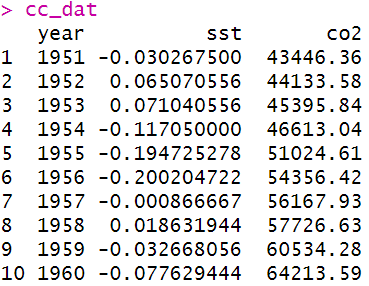 > cc_dat
year sst co2
1 1951 -0.030267500 43446.36
2 1952 0.065070556 44133.58
3 1953 0.071040556 45395.84
4 1954 -0.117050000 46613.04
5 1955 -0.194725278 51024.61
6 1956 -0.200204722 54356.42
7 1957 -0.000866667 56167.93
8 1958 0.018631944 57726.63
9 1959 -0.032668056 60534.28
10 1960 -0.077629444 64213.59